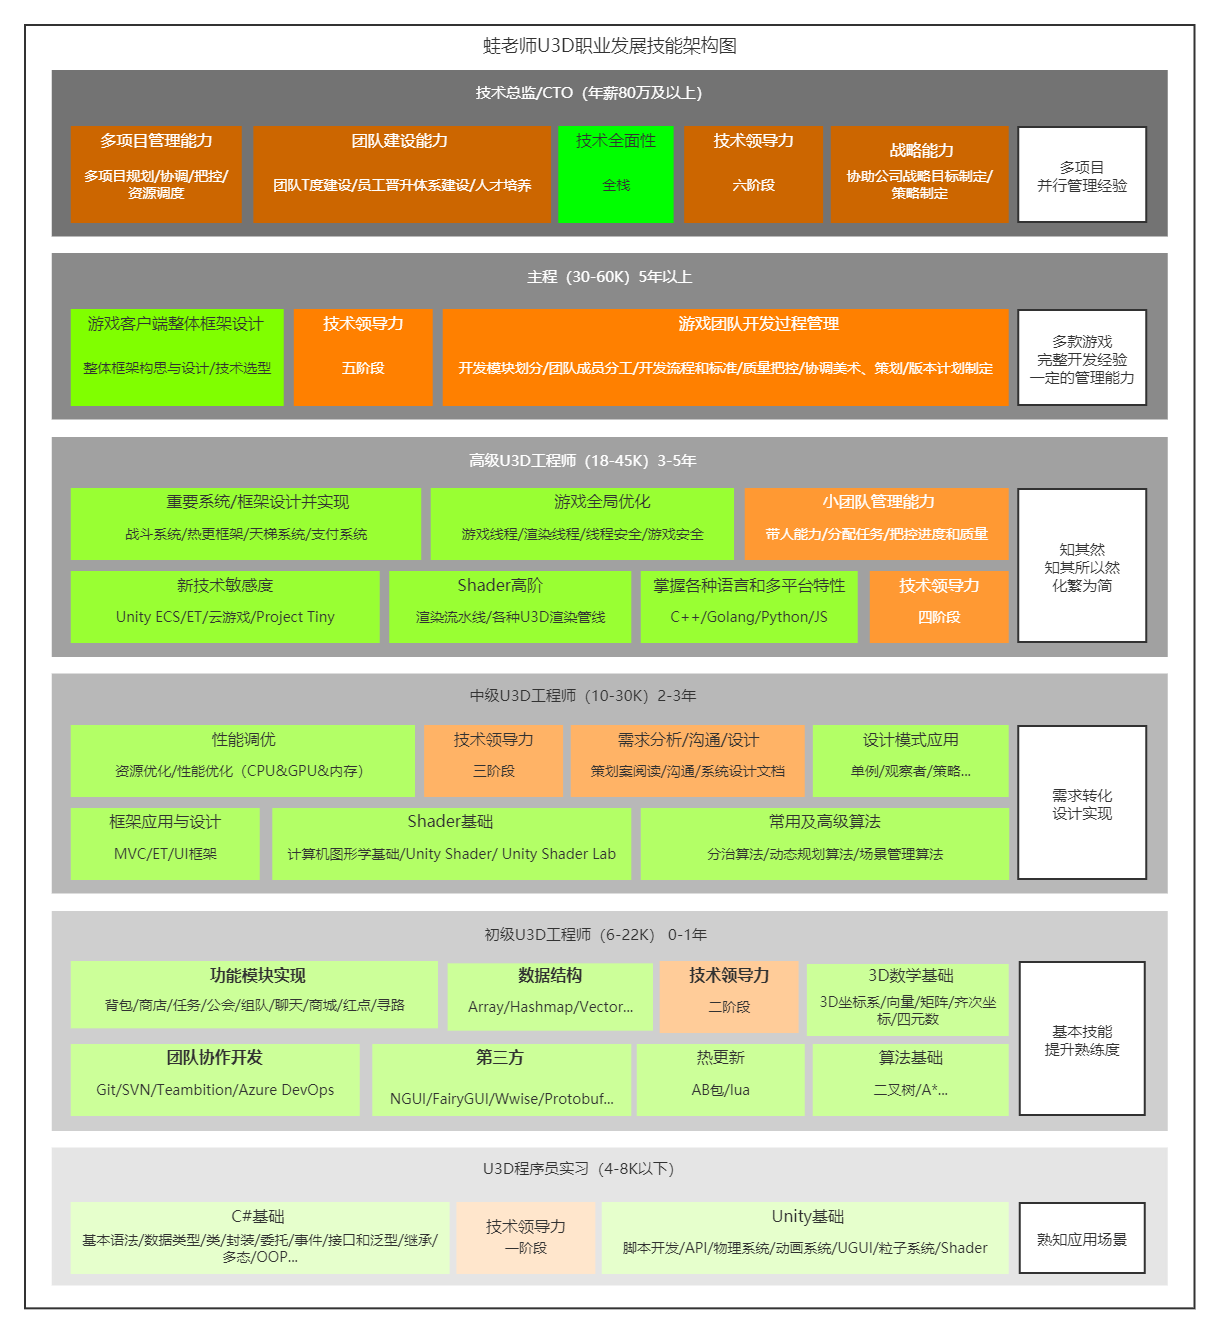 蛙老师U3D职业发展技能架构图
技术总监/CTO（年薪80万及以上）
多项目管理能力
多项目规划/协调/把控/
资源调度
团队建设能力
团队T度建设/员工晋升体系建设/人才培养
技术全面性
全栈
技术领导力
六阶段
战略能力
协助公司战略目标制定/
策略制定
多项目
并行管理经验
主程（30-60K）5年以上
游戏客户端整体框架设计
整体框架构思与设计/技术选型
技术领导力
五阶段
游戏团队开发过程管理
开发模块划分/团队成员分工/开发流程和标准/质量把控/协调美术、策划/版本计划制定
多款游戏
完整开发经验
一定的管理能力
高级U3D工程师（18-45K）3-5年
重要系统/框架设计并实现
战斗系统/热更框架/天梯系统/支付系统
游戏全局优化
游戏线程/渲染线程/线程安全/游戏安全
小团队管理能力
带人能力/分配任务/把控进度和质量
新技术敏感度
Unity ECS/ET/云游戏/Project Tiny
Shader高阶
渲染流水线/各种U3D渲染管线
掌握各种语言和多平台特性
C++/Golang/Python/JS
技术领导力
四阶段
知其然
知其所以然
化繁为简
中级U3D工程师（10-30K）2-3年
性能调优
资源优化/性能优化（CPU&GPU&内存）
技术领导力
三阶段
需求分析/沟通/设计
策划案阅读/沟通/系统设计文档
设计模式应用
单例/观察者/策略...
框架应用与设计
MVC/ET/UI框架
Shader基础
计算机图形学基础/Unity Shader/ Unity Shader Lab
常用及高级算法
分治算法/动态规划算法/场景管理算法
需求转化
设计实现
初级U3D工程师（6-22K） 0-1年
功能模块实现
背包/商店/任务/公会/组队/聊天/商城/红点/寻路
数据结构
Array/Hashmap/Vector...
技术领导力
二阶段
3D数学基础
3D坐标系/向量/矩阵/齐次坐
标/四元数
团队协作开发
Git/SVN/Teambition/Azure DevOps
第三方
NGUI/FairyGUI/Wwise/Protobuf...
热更新
AB包/lua
算法基础
二叉树/A*...
基本技能
提升熟练度
U3D程序员实习（4-8K以下）
C#基础
基本语法/数据类型/类/封装/委托/事件/接口和泛型/继承/
多态/OOP...
技术领导力
一阶段
Unity基础
脚本开发/API/物理系统/动画系统/UGUI/粒子系统/Shader
熟知应用场景